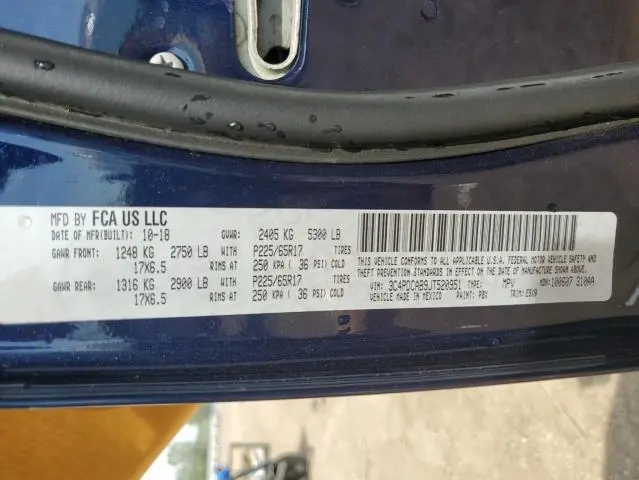 MFD BY FCA US LLC
DATE OF MFR(BUILT): 10-18 GVWR: 2405 KG 5300 LB
GAWR FRONT: 1248 KG 2750 LB WITH P225/65R17 TIRES
17X6.5 RIMS AT 250 KPA ( 36 PSI) COLD
GAWR REAR: 1316 KG 2900 LB WITH P225/65R17 TIRES
17X6.5 RIMS AT 250 KPA ( 36 PSI) COLD
THIS VEHICLE CONFORMS TO ALL APPLICABLE U.S. FEDERAL MOTOR VEHICLE SAFETY,
THEFT PREVENTION STANDARDS IN EFFECT ON THE DATE OF MANUFACTURE SHOWN ABOVE.
VIN: 3C4PDCAB9JT520951 TYPE: MPV MDH: 100607 310AA
VEHICLE MADE IN MEXICO PAINT: PBX TRIM: E5X9